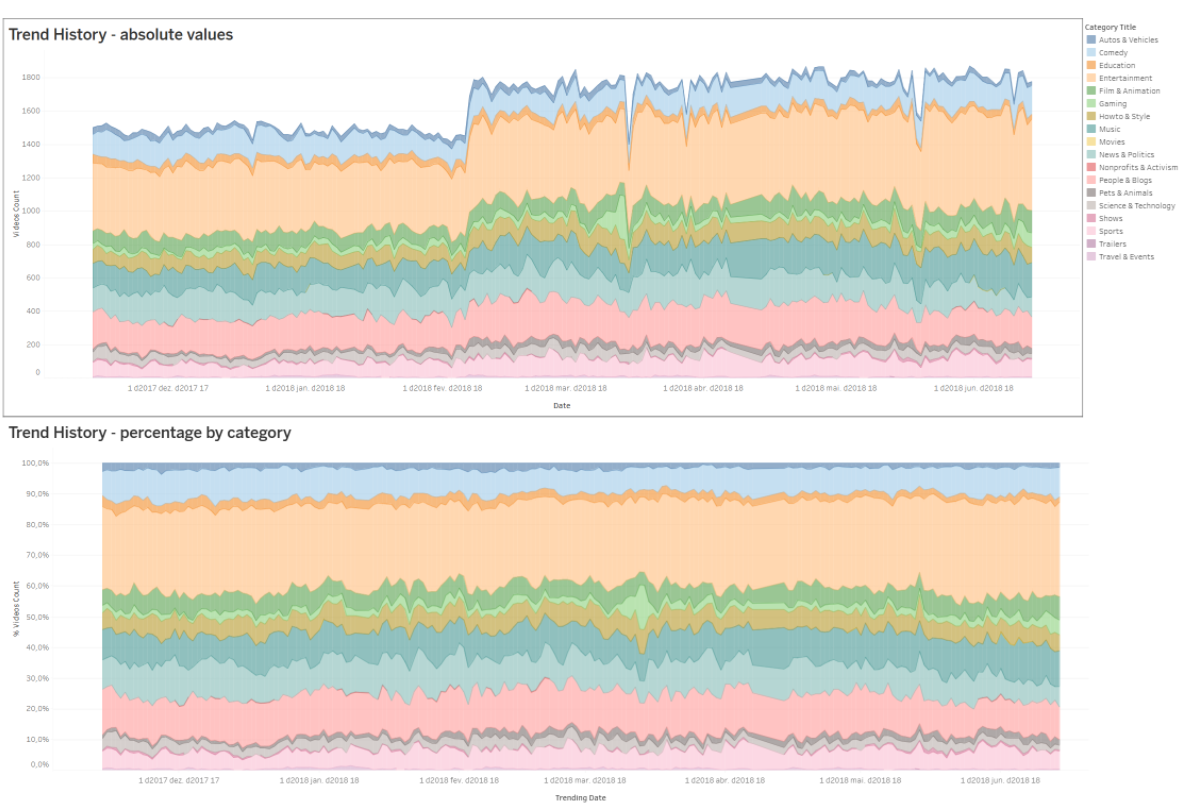 Trend History - absolute values
Category Title
Autos & Vehicles
Comedy
Education
Entertainment
Film & Animation
Gaming
Howto & Style
Music
Movies
News & Politics
Nonprofits & Activism
People & Blogs
Pets & Animals
Science & Technology
Shows
Sports
Trailers
Travel & Events
Videos Count
1800
1600
1400
1200
1000
800
600
400
200
0
1 d2017 dez. d2017 17
1 d2018 jan. d2018 18
1 d2018 fev. d2018 18
1 d2018 mar. d2018 18
1 d2018 abr. d2018 18
1 d2018 mai. d2018 18
1 d2018 jun. d2018 18
Date
Trend History - percentage by category
% Videos Count
100,0%
90,0%
80,0%
70,0%
60,0%
50,0%
40,0%
30,0%
20,0%
10,0%
0,0%
1 d2017 dez. d2017 17
1 d2018 jan. d2018 18
1 d2018 fev. d2018 18
1 d2018 mar. d2018 18
1 d2018 abr. d2018 18
1 d2018 mai. d2018 18
1 d2018 jun. d2018 18
Trending Date